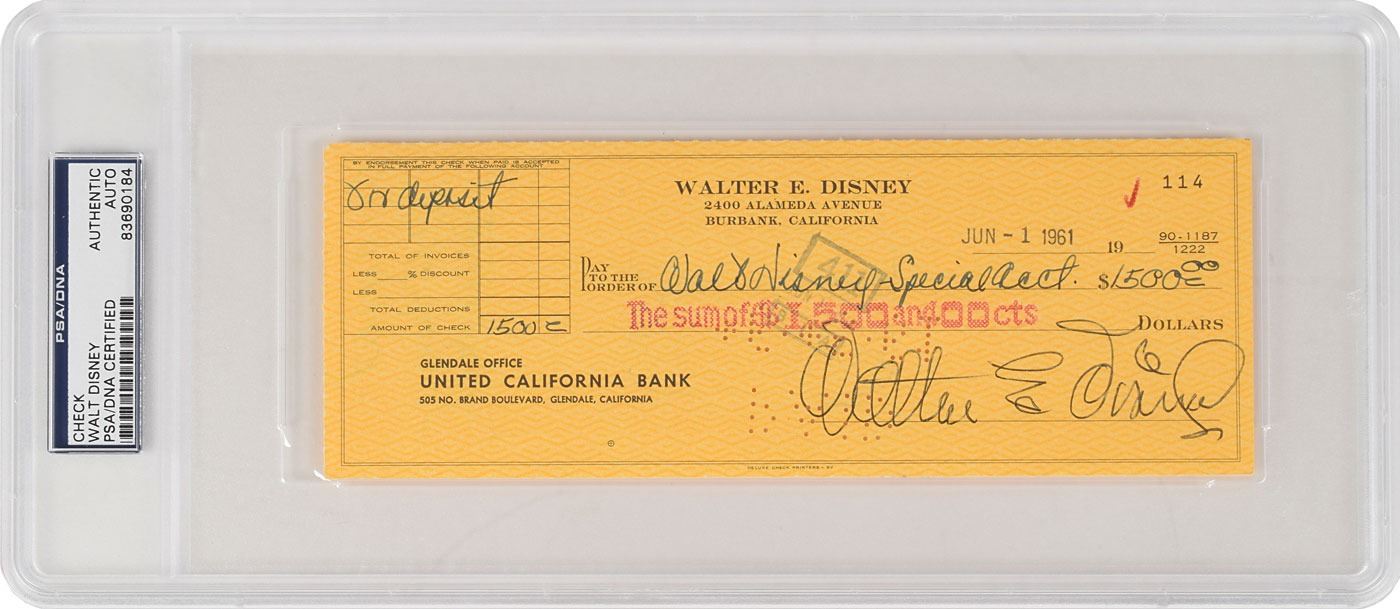 PSA/DNA
AUTHENTIC
AUTO
83690184
CHECK
WALT DISNEY
PSA/DNA CERTIFIED
BY ENDORSEMENT THIS CHECK WHEN PAID IS ACCEPTED
IN FULL PAYMENT OF THE FOLLOWING ACCOUNT
For deposit
TOTAL OF INVOICES
LESS % DISCOUNT
LESS
TOTAL DEDUCTIONS
AMOUNT OF CHECK 1500
WALTER E. DISNEY
2400 ALAMEDA AVENUE
BURBANK, CALIFORNIA
114
JUN - 1 1961 19 90-1187
1222
PAY
TO THE
ORDER OF Walt Disney Special Acct. $1500 00
The sum of $1,500 and 00 cts
DOLLARS
GLENDALE OFFICE
UNITED CALIFORNIA BANK
505 NO. BRAND BOULEVARD, GLENDALE, CALIFORNIA
Walter E Disney
DELUXE CHECK PRINTERS